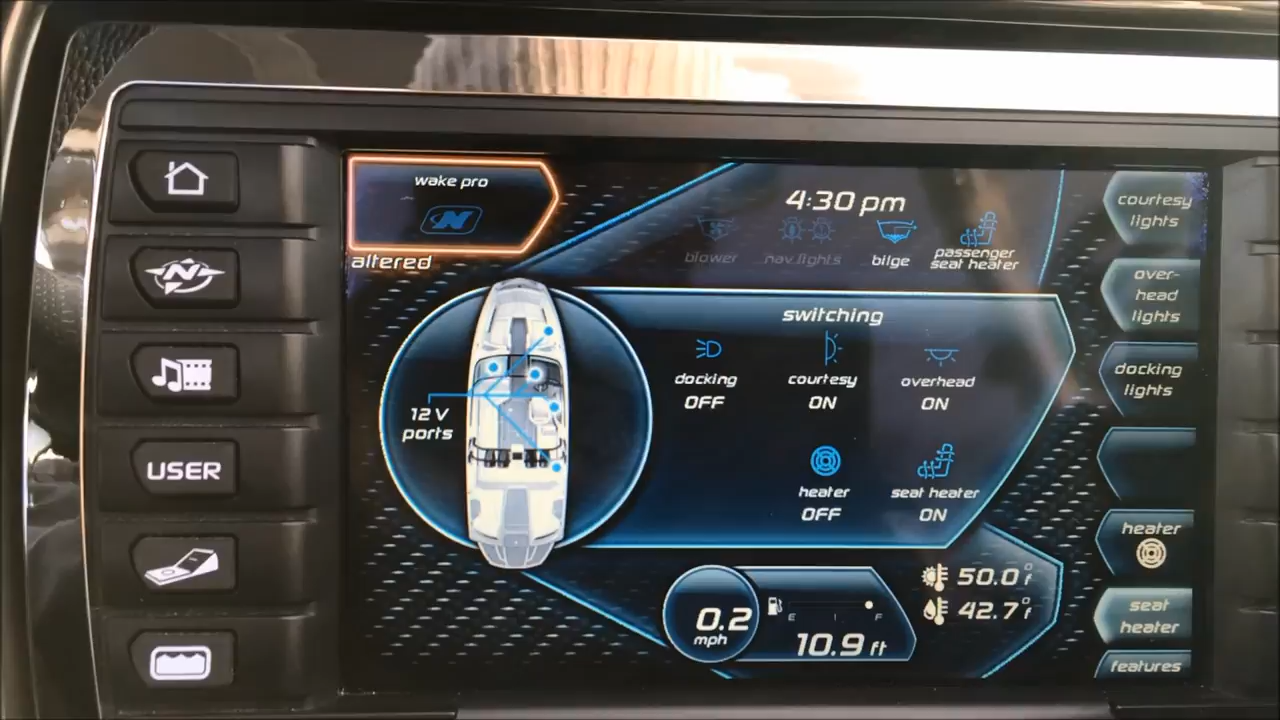 wake pro
N
altered
4:30 pm
blower
nav.lights
bilge
passenger
seat heater
courtesy
lights
over-
head
lights
docking
lights
heater
seat
heater
features
switching
docking
OFF
courtesy
ON
overhead
ON
heater
OFF
seat heater
ON
12 V
ports
0.2
mph
E
F
10.9 ft
50.0°f
42.7°f
N
USER